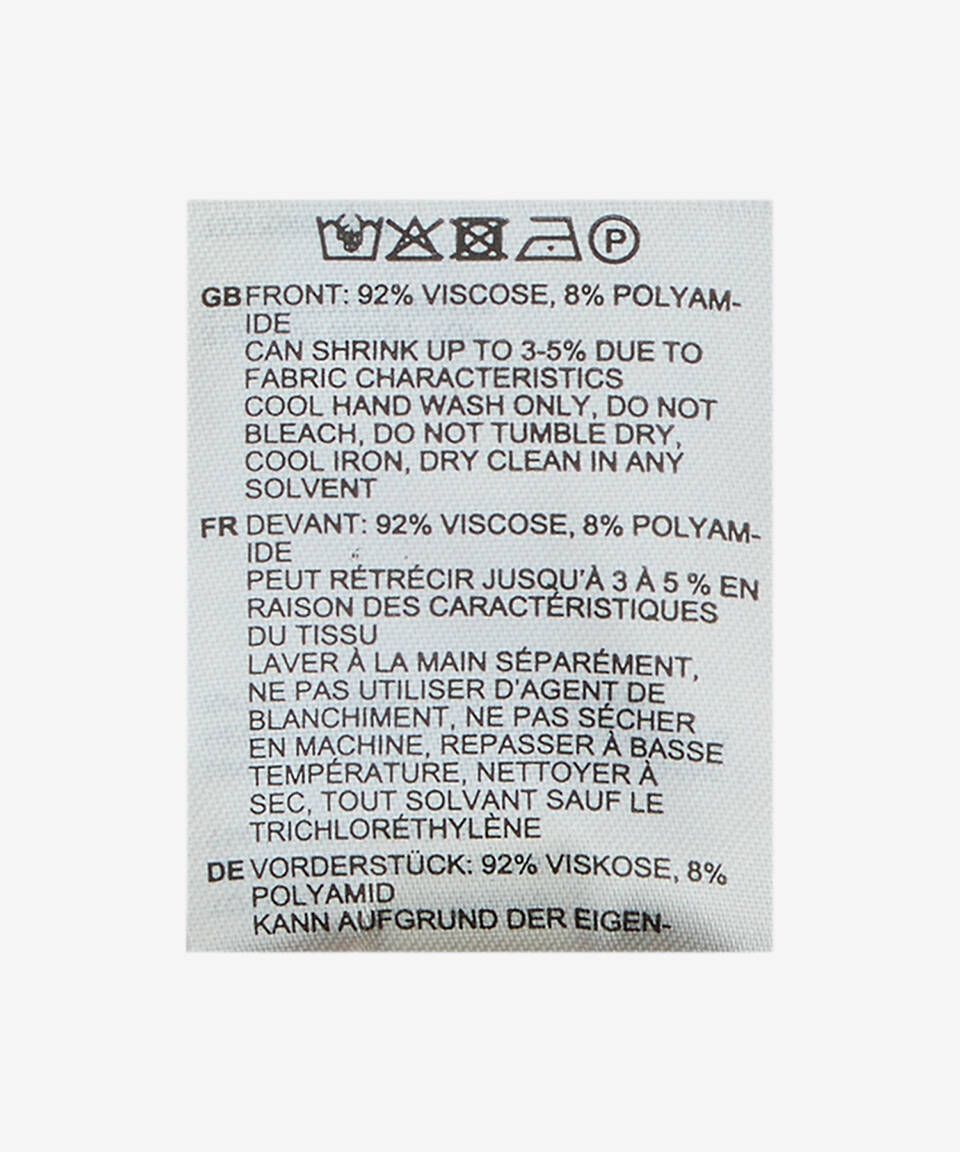 P
GB FRONT: 92% VISCOSE, 8% POLYAM-
IDE
CAN SHRINK UP TO 3-5% DUE TO
FABRIC CHARACTERISTICS
COOL HAND WASH ONLY, DO NOT
BLEACH, DO NOT TUMBLE DRY,
COOL IRON, DRY CLEAN IN ANY
SOLVENT
FR DEVANT: 92% VISCOSE, 8% POLYAM-
IDE
PEUT RÉTRÉCIR JUSQU'À 3 À 5 % EN
RAISON DES CARACTÉRISTIQUES
DU TISSU
LAVER À LA MAIN SÉPARÉMENT,
NE PAS UTILISER D'AGENT DE
BLANCHIMENT, NE PAS SÉCHER
EN MACHINE, REPASSER À BASSE
TEMPÉRATURE, NETTOYER À
SEC, TOUT SOLVANT SAUF LE
TRICHLORÉTHYLÈNE
DE VORDERSTÜCK: 92% VISKOSE, 8%
POLYAMID
KANN AUFGRUND DER EIGEN-